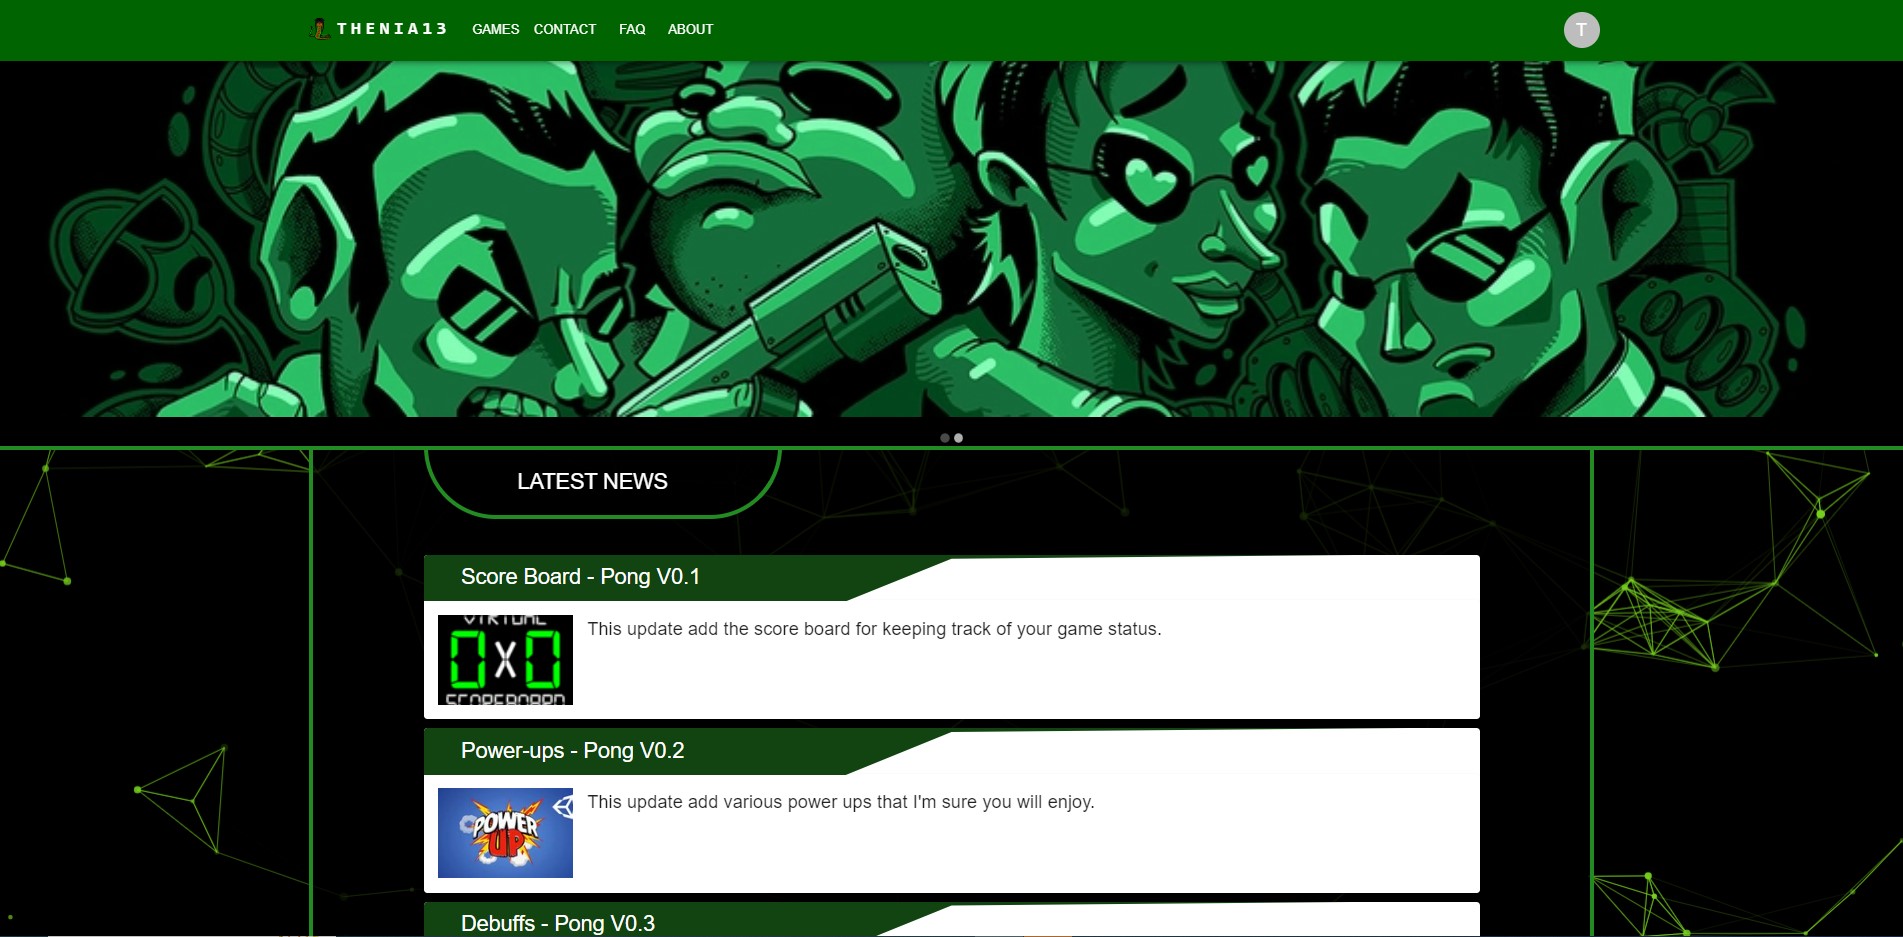 THENIA13 GAMES CONTACT FAQ ABOUT T
LATEST NEWS
Score Board - Pong V0.1
VIRTUAL
0X0
SCOREBOARD
This update add the score board for keeping track of your game status.
Power-ups - Pong V0.2
POWER
UP
This update add various power ups that I'm sure you will enjoy.
Debuffs - Pong V0.3